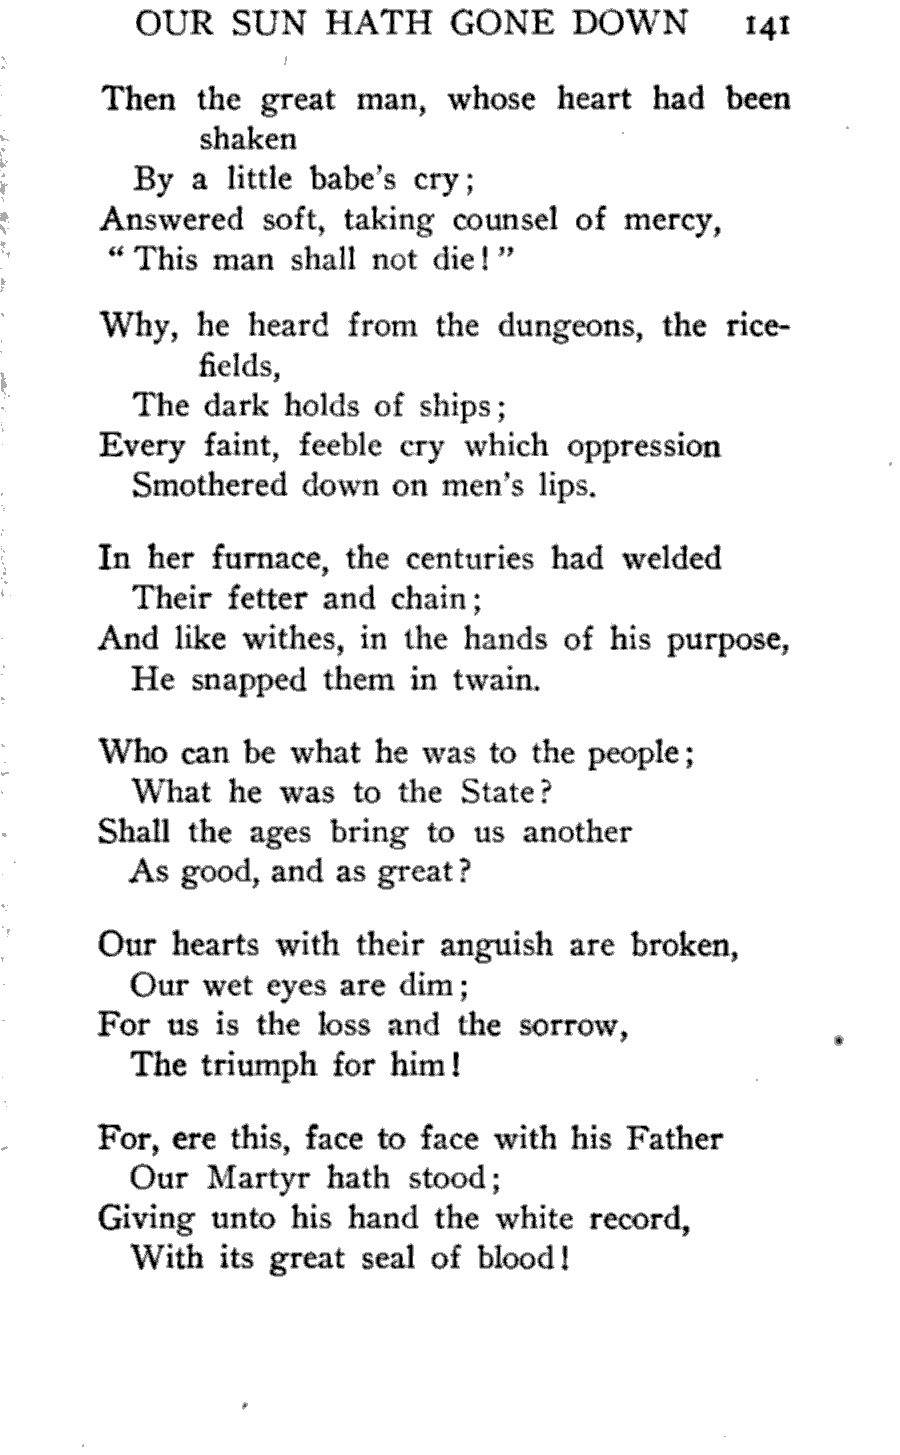 OUR SUN HATH GONE DOWN 141
Then the great man, whose heart had been
shaken
By a little babe's cry;
Answered soft, taking counsel of mercy,
"This man shall not die!"
Why, he heard from the dungeons, the rice-
fields,
The dark holds of ships;
Every faint, feeble cry which oppression
Smothered down on men's lips.
In her furnace, the centuries had welded
Their fetter and chain;
And like withes, in the hands of his purpose,
He snapped them in twain.
Who can be what he was to the people;
What he was to the State?
Shall the ages bring to us another
As good, and as great?
Our hearts with their anguish are broken,
Our wet eyes are dim;
For us is the loss and the sorrow,
The triumph for him!
For, ere this, face to face with his Father
Our Martyr hath stood;
Giving unto his hand the white record,
With its great seal of blood!